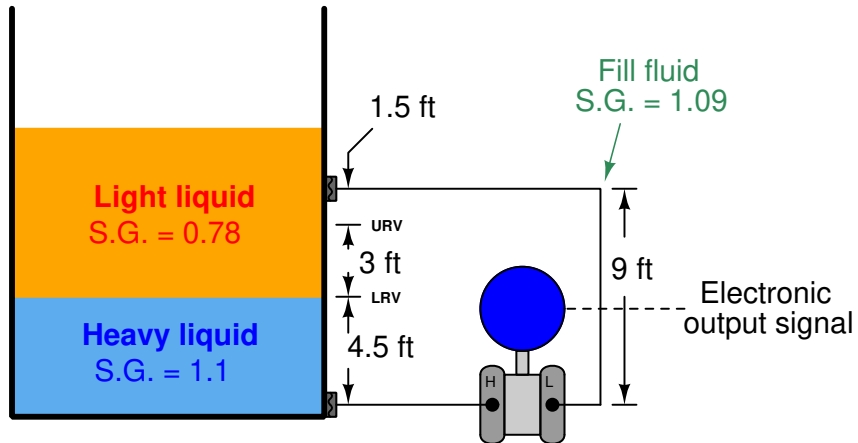 Fill fluid
S.G. = 1.09
1.5 ft
Light liquid
S.G. = 0.78
URV
3 ft
9 ft
LRV
Electronic
output signal
Heavy liquid
S.G. = 1.1
4.5 ft
H
L